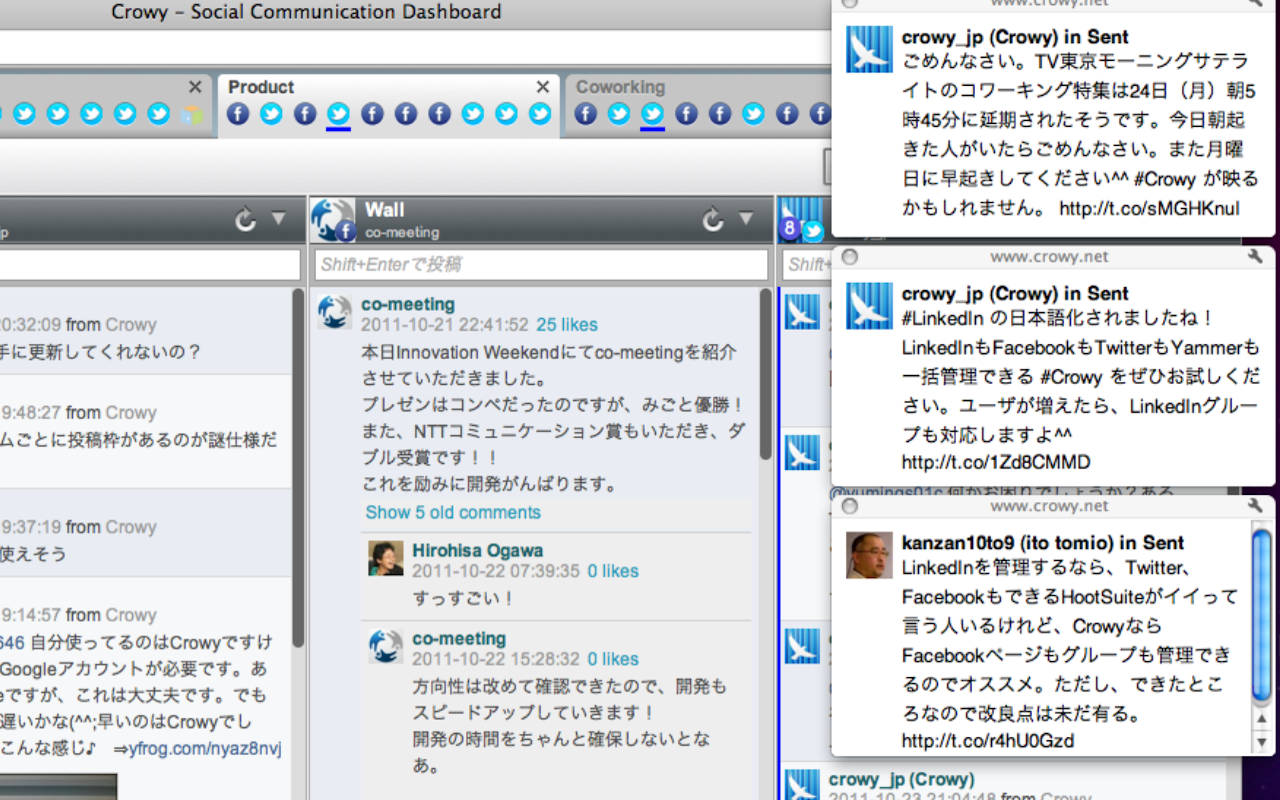 Crowy – Social Communication Dashboard
Product
Coworking
20:32:09 from Crowy
手に更新してくれないの？
9:48:27 from Crowy
ムごとに投稿枠があるのが謎仕様だ
9:37:19 from Crowy
使えそう
9:14:57 from Crowy
646 自分使ってるのはCrowyですけ
Googleアカウントが必要です。あ
eですが、これは大丈夫です。でも
遅いかな(^^;早いのはCrowyでし
こんな感じ♪ ⇒yfrog.com/nyaz8nvj
Wall
co-meeting
Shift+Enterで投稿
co-meeting
2011-10-21 22:41:52 25 likes
本日Innovation Weekendにてco-meetingを紹介
させていただきました。
プレゼンはコンペだったのですが、みごと優勝！
また、NTTコミュニケーション賞もいただき、ダ
ブル受賞です！！
これを励みに開発がんばります。
Show 5 old comments
Hirohisa Ogawa
2011-10-22 07:39:35 0 likes
すっすごい！
co-meeting
2011-10-22 15:28:32 0 likes
方向性は改めて確認できたので、開発も
スピードアップしていきます！
開発の時間をちゃんと確保しないとな
あ。
8
Shift+
@yumings01c 何かお困りでしょうか？ある
crowy_jp (Crowy)
2011-10-23 21:04:48 from Crowy
www.crowy.net
crowy_jp (Crowy) in Sent
ごめんなさい。TV東京モーニングサテラ
イトのコワーキング特集は24日（月）朝5
時45分に延期されたそうです。今日朝起
きた人がいたらごめんなさい。また月曜
日に早起きしてください^^ #Crowy が映る
かもしれません。 http://t.co/sMGHKnul
www.crowy.net
crowy_jp (Crowy) in Sent
#LinkedIn の日本語化されましたね！
LinkedInもFacebookもTwitterもYammerも
一括管理できる #Crowy をぜひお試しくだ
さい。ユーザが増えたら、LinkedIngルー
プも対応しますよ^^
http://t.co/1Zd8CMMD
www.crowy.net
kanzan10to9 (ito tomio) in Sent
LinkedInを管理するなら、Twitter、
FacebookもできるHootSuiteがイイって
言う人いるけれど、Crowyなら
Facebookページもグループも管理でき
るのでオススメ。ただし、できたとこ
ろなので改良点は未だ有る。
http://t.co/r4hU0Gzd